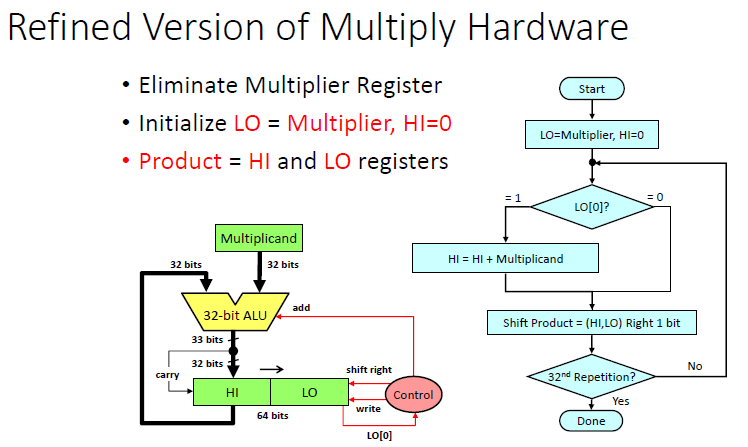 Refined Version of Multiply Hardware
• Eliminate Multiplier Register
• Initialize LO = Multiplier, HI=0
• Product = HI and LO registers
Multiplicand
32 bits
32 bits
32-bit ALU
add
33 bits
32 bits
carry
HI
LO
64 bits
shift right
write
Control
LO[0]
Start
LO=Multiplier, HI=0
LO[0]?
= 1
= 0
HI = HI + Multiplicand
Shift Product = (HI,LO) Right 1 bit
32nd Repetition?
No
Yes
Done